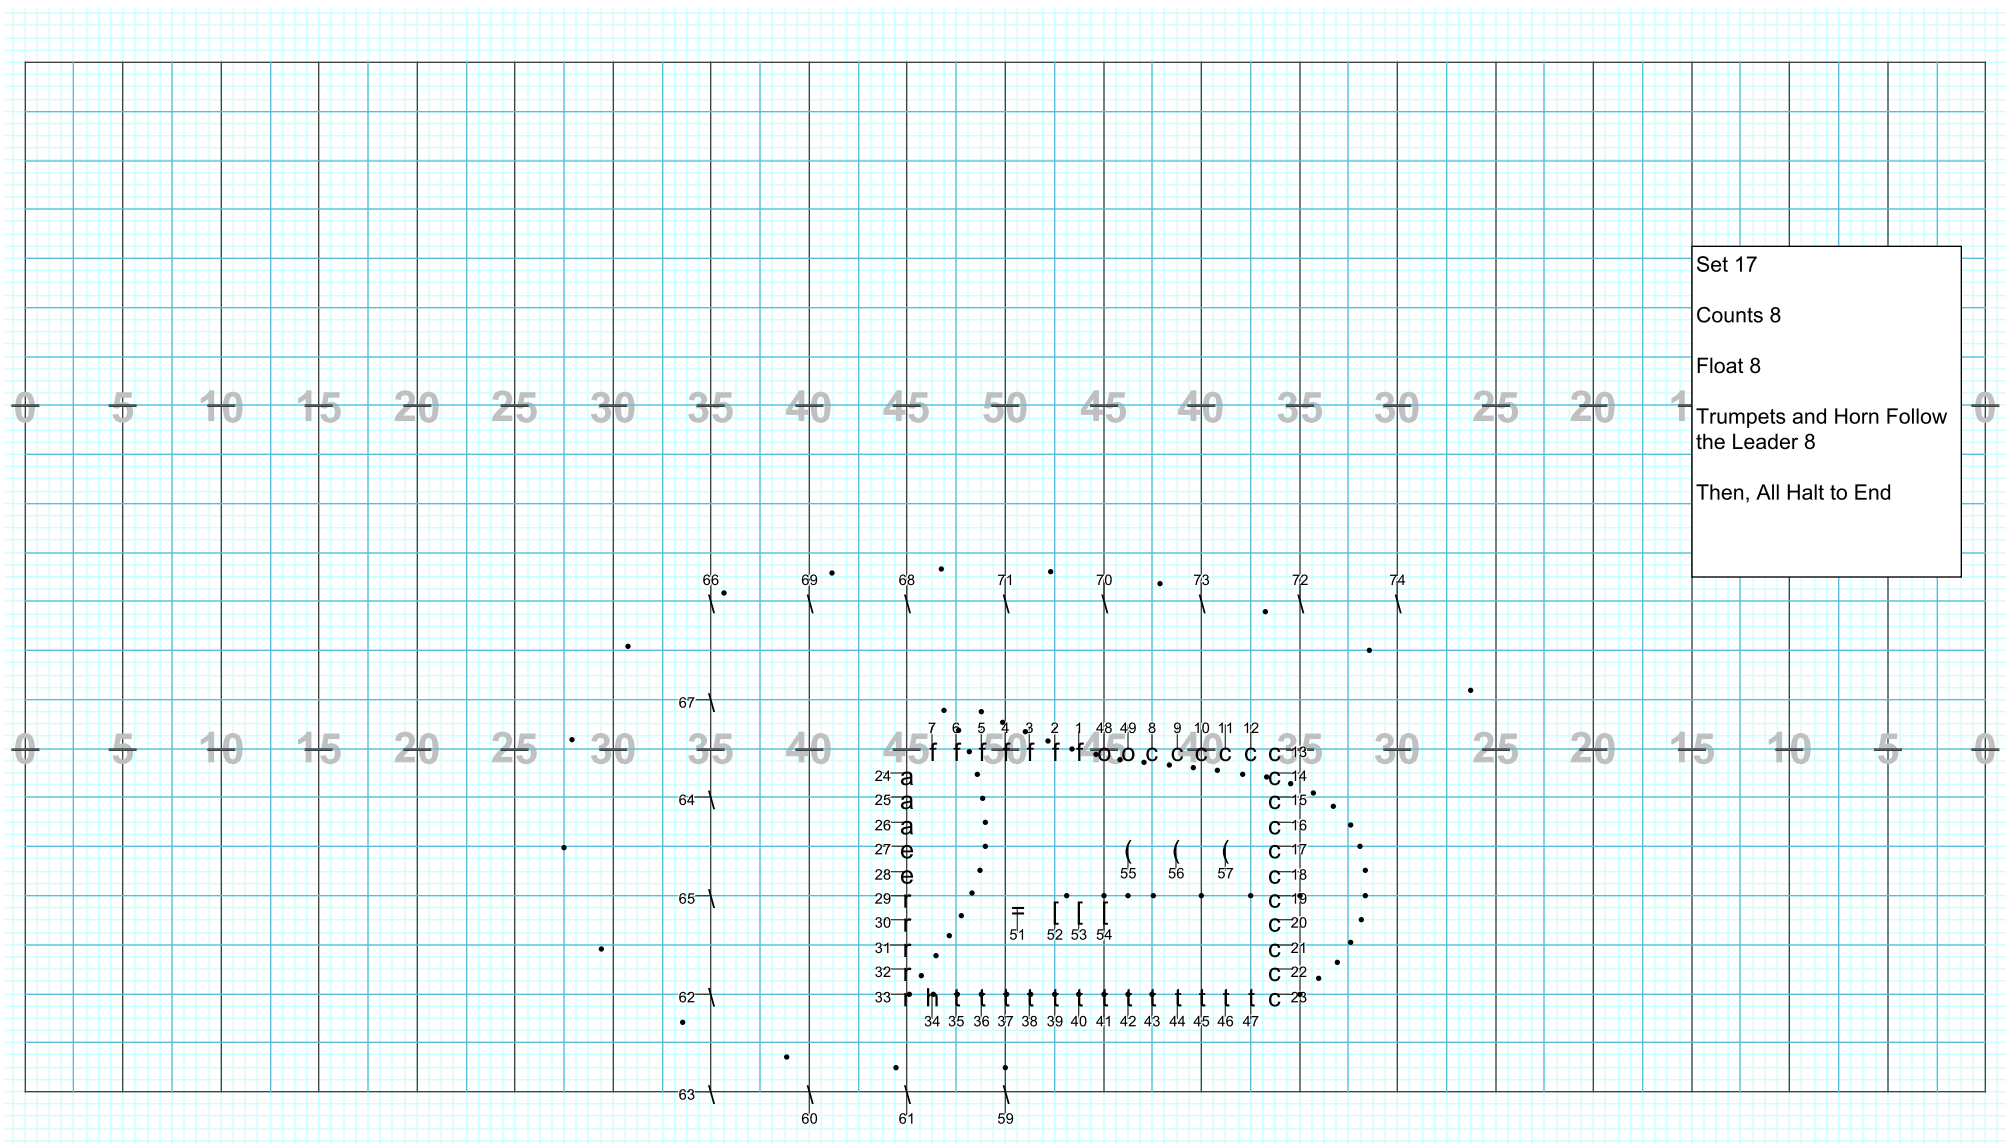 Set 17
Counts 8
Float 8
0 5 10 15 20 25 30 35 40 45 50 45 40 35 30 25 20 1 0
Trumpets and Horn Follow
the Leader 8
Then, All Halt to End
66 69 68 71 70 73 72 74
\ \ \ \ \ \ \ \
67 \
7 6 5 4 3 2 1 48 49 8 9 10 11 12
0 5 10 15 20 25 30 35 40 45 50 45 40 35 30 25 20 15 10 5 0
f f f f f f f o o c c c c c c 13
24 a c 14
64 \ 25 a c 15
26 a c 16
27 e ( ( ( c 17
55 56 57
28 e c 18
65 \ 29 r c 19
= [ [ [
30 r c 20
51 52 53 54
31 r c 21
32 r c 22
62 \ 33 r h t t t t t t t t t t t t t c 23
34 35 36 37 38 39 40 41 42 43 44 45 46 47
63 \ \ \ \
60 61 59